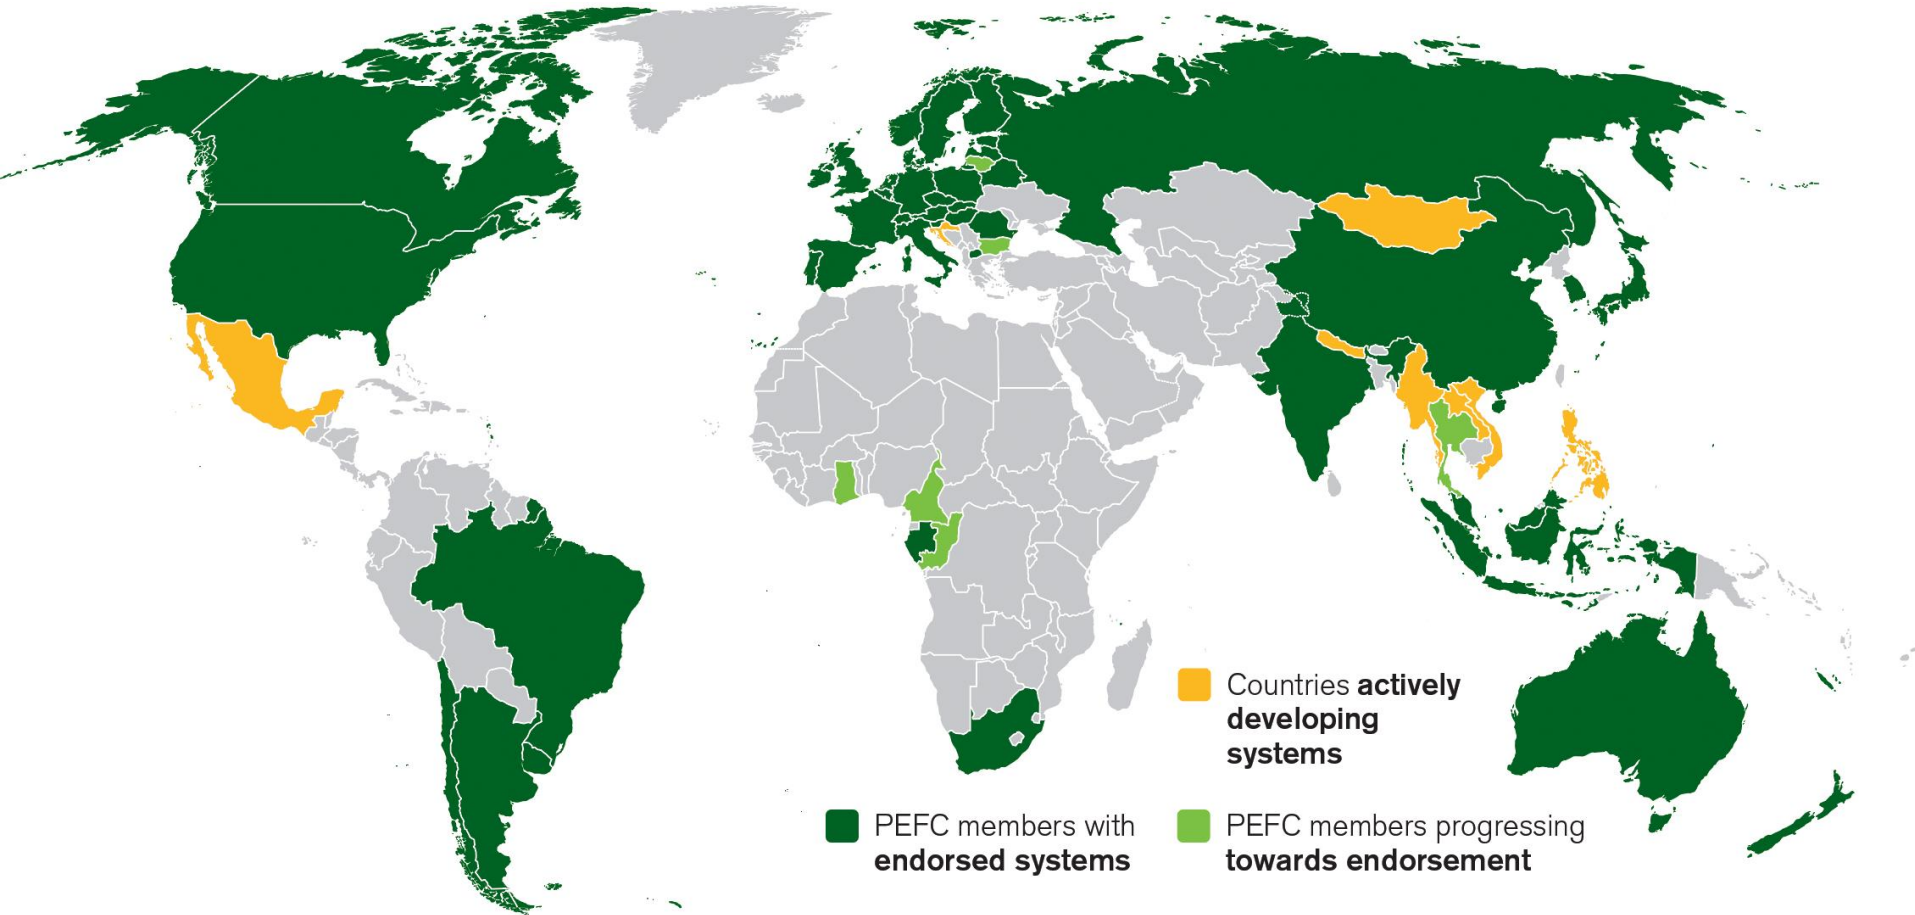 Countries actively
developing
systems
PEFC members with
endorsed systems
PEFC members progressing
towards endorsement